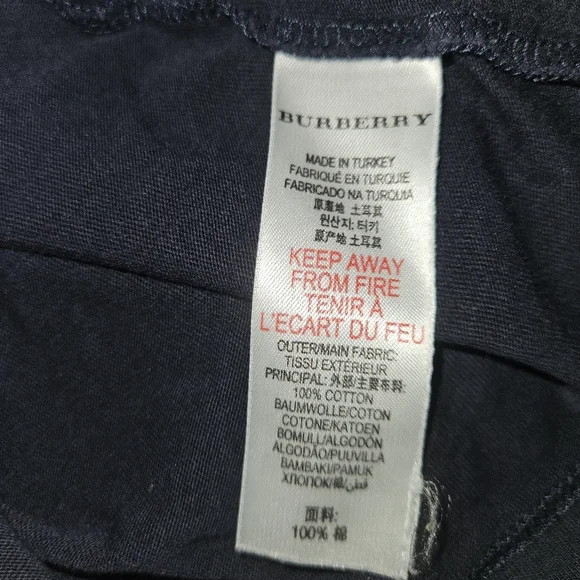 BURBERRY
MADE IN TURKEY
FABRIQUÉ EN TURQUIE
FABRICADO NA TURQUIA
原產地 土耳其
원산지: 터키
原产地 土耳其
KEEP AWAY
FROM FIRE
TENIR À
L'ECART DU FEU
OUTER/MAIN FABRIC:
TISSU EXTÉRIEUR
PRINCIPAL: 外部/主要布料:
100% COTTON
BAUMWOLLE/COTON
COTONE/KATOEN
BOMULL/ALGODÓN
ALGODÃO/PUUVILLA
BAMBAKI/PAMUK
ХЛОПОК/棉/قطن
面料:
100% 棉